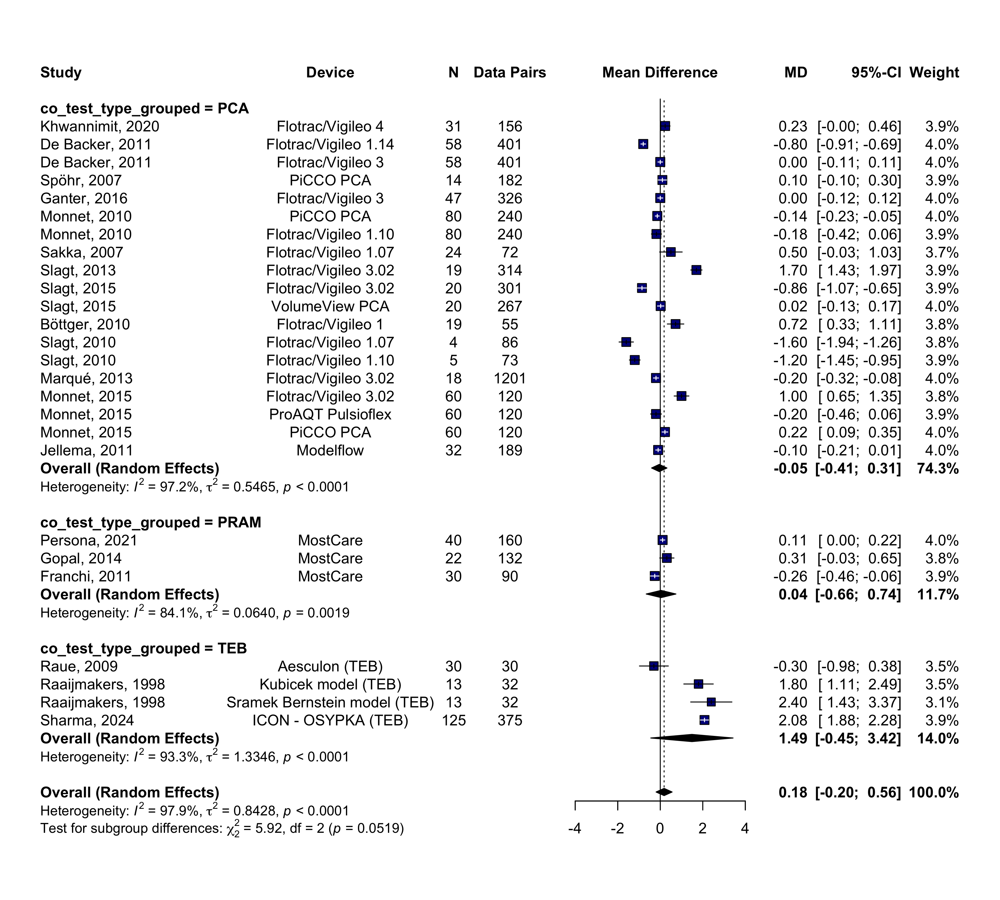 Study Device N Data Pairs Mean Difference MD 95%-CI Weight
co_test_type_grouped = PCA
Khwannimit, 2020 Flotrac/Vigileo 4 31 156 0.23 [-0.00; 0.46] 3.9%
De Backer, 2011 Flotrac/Vigileo 1.14 58 401 -0.80 [-0.91; -0.69] 4.0%
De Backer, 2011 Flotrac/Vigileo 3 58 401 0.00 [-0.11; 0.11] 4.0%
Spöhr, 2007 PiCCO PCA 14 182 0.10 [-0.10; 0.30] 3.9%
Ganter, 2016 Flotrac/Vigileo 3 47 326 0.00 [-0.12; 0.12] 4.0%
Monnet, 2010 PiCCO PCA 80 240 -0.14 [-0.23; -0.05] 4.0%
Monnet, 2010 Flotrac/Vigileo 1.10 80 240 -0.18 [-0.42; 0.06] 3.9%
Sakka, 2007 Flotrac/Vigileo 1.07 24 72 0.50 [-0.03; 1.03] 3.7%
Slagt, 2013 Flotrac/Vigileo 3.02 19 314 1.70 [ 1.43; 1.97] 3.9%
Slagt, 2015 Flotrac/Vigileo 3.02 20 301 -0.86 [-1.07; -0.65] 3.9%
Slagt, 2015 VolumeView PCA 20 267 0.02 [-0.13; 0.17] 4.0%
Böttger, 2010 Flotrac/Vigileo 1 19 55 0.72 [ 0.33; 1.11] 3.8%
Slagt, 2010 Flotrac/Vigileo 1.07 4 86 -1.60 [-1.94; -1.26] 3.8%
Slagt, 2010 Flotrac/Vigileo 1.10 5 73 -1.20 [-1.45; -0.95] 3.9%
Marqué, 2013 Flotrac/Vigileo 3.02 18 1201 -0.20 [-0.32; -0.08] 4.0%
Monnet, 2015 Flotrac/Vigileo 3.02 60 120 1.00 [ 0.65; 1.35] 3.8%
Monnet, 2015 ProAQT Pulsioflex 60 120 -0.20 [-0.46; 0.06] 3.9%
Monnet, 2015 PiCCO PCA 60 120 0.22 [ 0.09; 0.35] 4.0%
Jellema, 2011 Modelflow 32 189 -0.10 [-0.21; 0.01] 4.0%
Overall (Random Effects) -0.05 [-0.41; 0.31] 74.3%
Heterogeneity: I² = 97.2%, τ² = 0.5465, p < 0.0001
co_test_type_grouped = PRAM
Persona, 2021 MostCare 40 160 0.11 [ 0.00; 0.22] 4.0%
Gopal, 2014 MostCare 22 132 0.31 [-0.03; 0.65] 3.8%
Franchi, 2011 MostCare 30 90 -0.26 [-0.46; -0.06] 3.9%
Overall (Random Effects) 0.04 [-0.66; 0.74] 11.7%
Heterogeneity: I² = 84.1%, τ² = 0.0640, p = 0.0019
co_test_type_grouped = TEB
Raue, 2009 Aesculon (TEB) 30 30 -0.30 [-0.98; 0.38] 3.5%
Raaijmakers, 1998 Kubicek model (TEB) 13 32 1.80 [ 1.11; 2.49] 3.5%
Raaijmakers, 1998 Sramek Bernstein model (TEB) 13 32 2.40 [ 1.43; 3.37] 3.1%
Sharma, 2024 ICON - OSYPKA (TEB) 125 375 2.08 [ 1.88; 2.28] 3.9%
Overall (Random Effects) 1.49 [-0.45; 3.42] 14.0%
Heterogeneity: I² = 93.3%, τ² = 1.3346, p < 0.0001
Overall (Random Effects) 0.18 [-0.20; 0.56] 100.0%
Heterogeneity: I² = 97.9%, τ² = 0.8428, p < 0.0001
Test for subgroup differences: χ²₂ = 5.92, df = 2 (p = 0.0519)
-4 -2 0 2 4